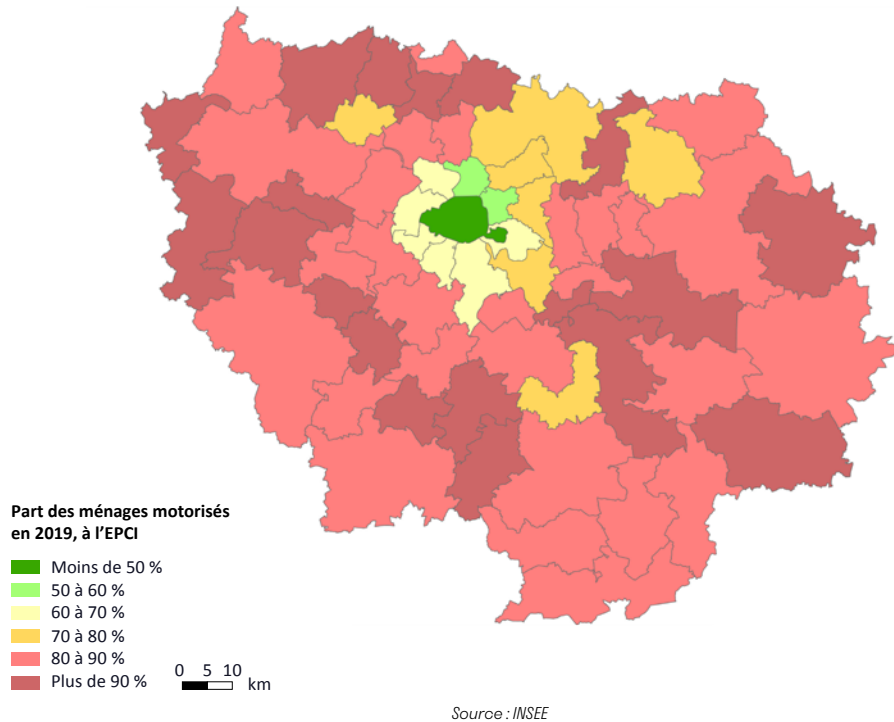 Part des ménages motorisés
en 2019, à l'EPCI
Moins de 50 %
50 à 60 %
60 à 70 %
70 à 80 %
80 à 90 %
Plus de 90 %
0 5 10
km
Source : INSEE